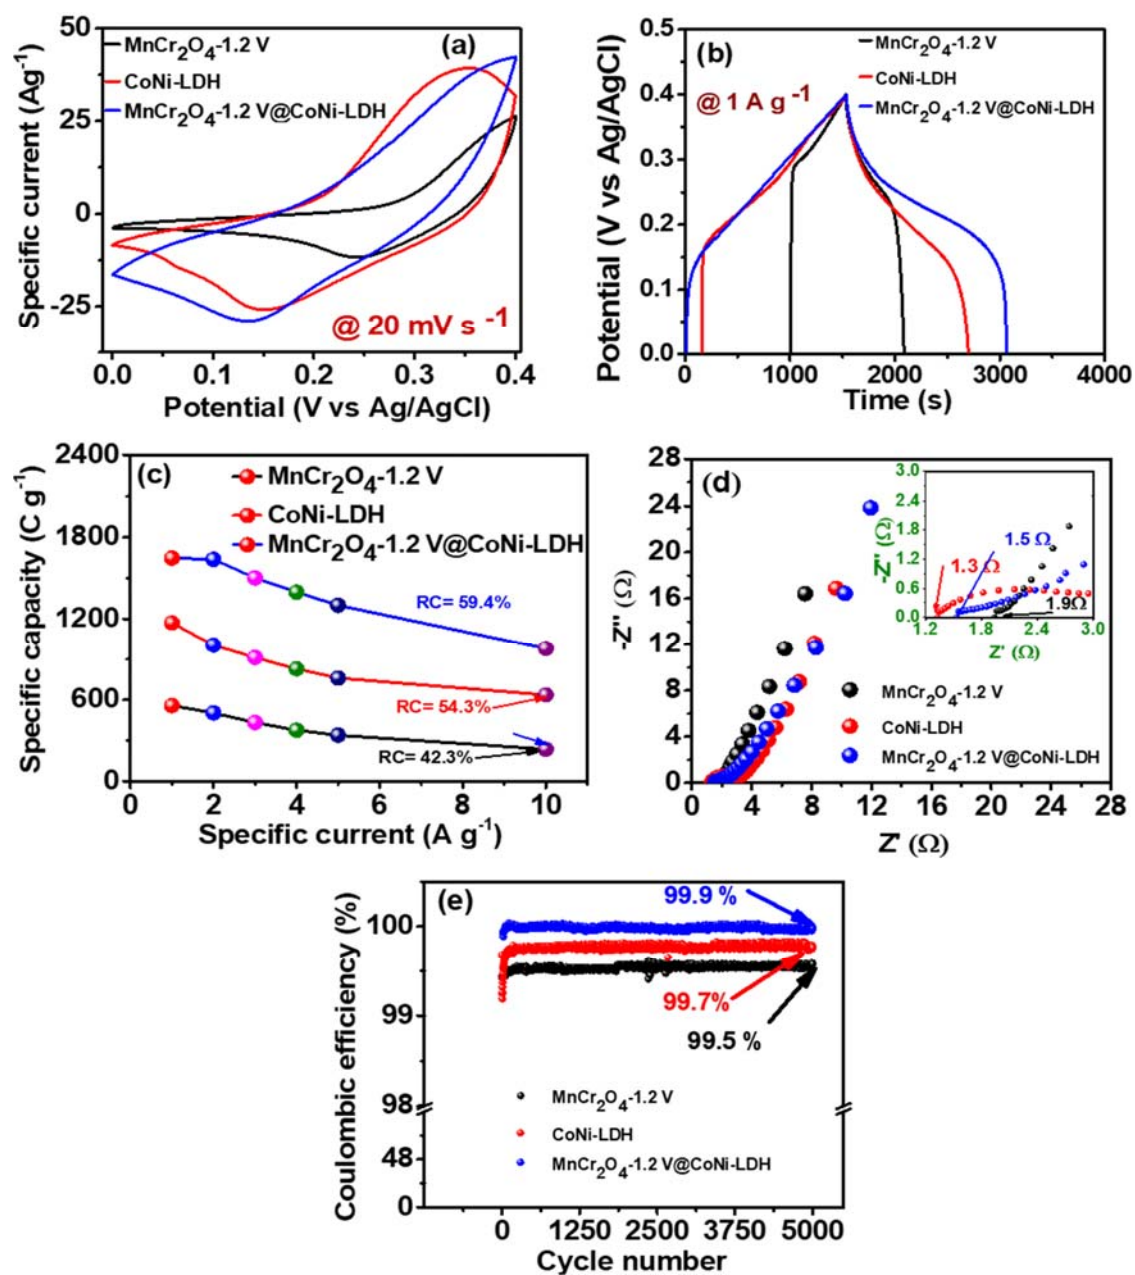 (a)
MnCr2O4-1.2 V
CoNi-LDH
MnCr2O4-1.2 V@CoNi-LDH
@ 20 mV s -1
50
25
0
-25
0.0 0.1 0.2 0.3 0.4
Specific current (Ag-1)
Potential (V vs Ag/AgCl)
(b)
MnCr2O4-1.2 V
CoNi-LDH
MnCr2O4-1.2 V@CoNi-LDH
@ 1 A g -1
0.5
0.4
0.3
0.2
0.1
0.0
0 1000 2000 3000 4000
Potential (V vs Ag/AgCl)
Time (s)
(c)
MnCr2O4-1.2 V
CoNi-LDH
MnCr2O4-1.2 V@CoNi-LDH
RC= 59.4%
RC= 54.3%
RC= 42.3%
2400
1800
1200
600
0
0 2 4 6 8 10
Specific capacity (C g-1)
Specific current (A g-1)
(d)
28
24
20
16
12
8
4
0
0 4 8 12 16 20 24 28
-Z'' (Ω)
Z' (Ω)
3.0
2.4
1.8
1.2
0.6
0.0
1.2 1.8 2.4 3.0
-Z'' (Ω)
Z' (Ω)
1.5 Ω
1.3 Ω
1.9Ω
MnCr2O4-1.2 V
CoNi-LDH
MnCr2O4-1.2 V@CoNi-LDH
(e)
99.9 %
99.7%
99.5 %
MnCr2O4-1.2 V
CoNi-LDH
MnCr2O4-1.2 V@CoNi-LDH
100
99
98
48
0
0 1250 2500 3750 5000
Coulombic efficiency (%)
Cycle number